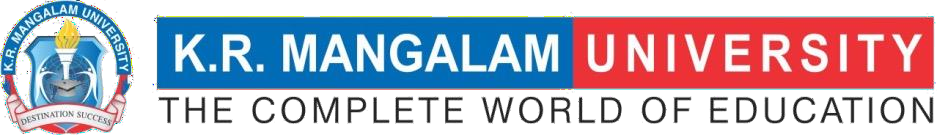 K.R. MANGALAM UNIVERSITY
DESTINATION SUCCESS
K.R. MANGALAM UNIVERSITY
THE COMPLETE WORLD OF EDUCATION